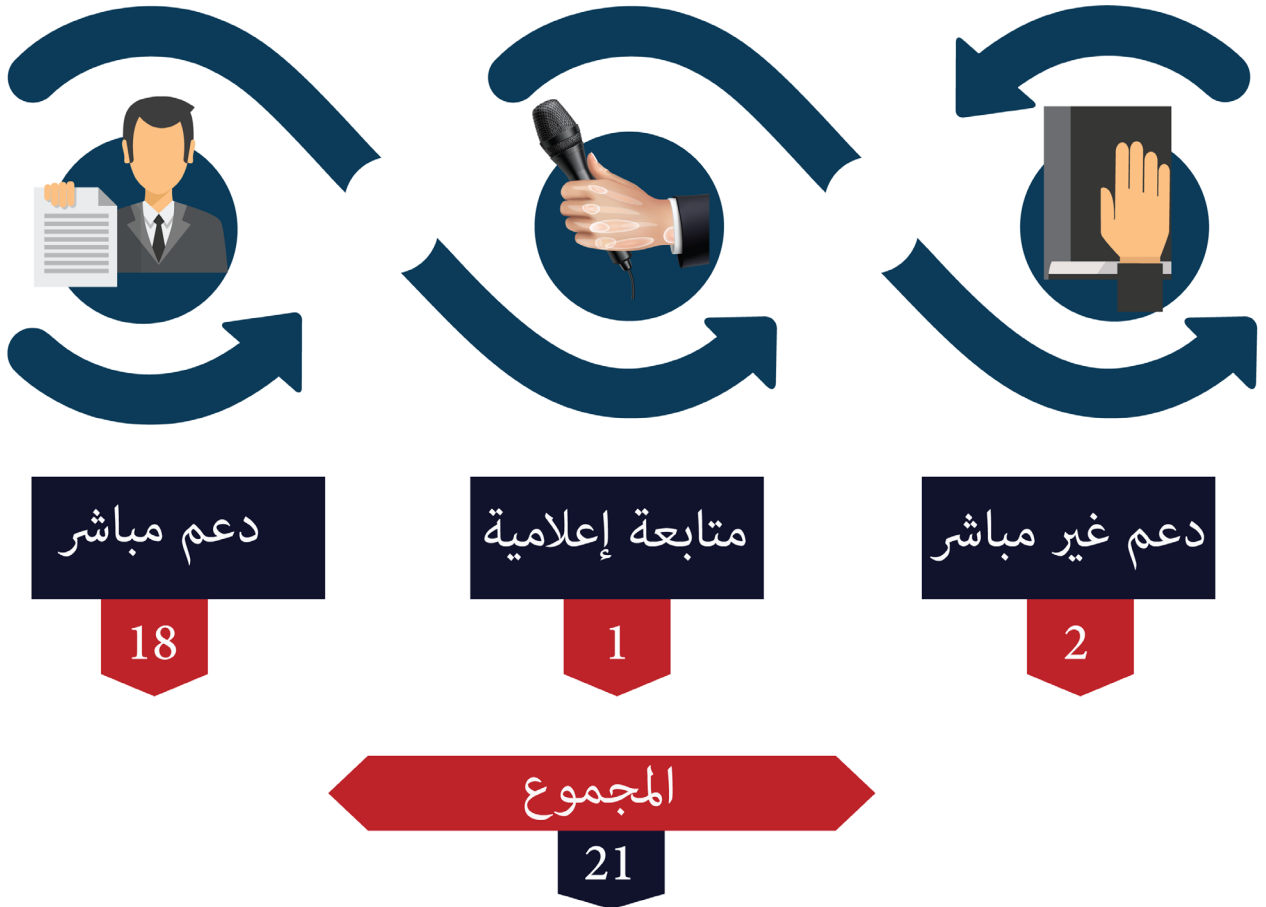 دعم غير مباشر
2
متابعة إعلامية
1
دعم مباشر
18
المجموع
21